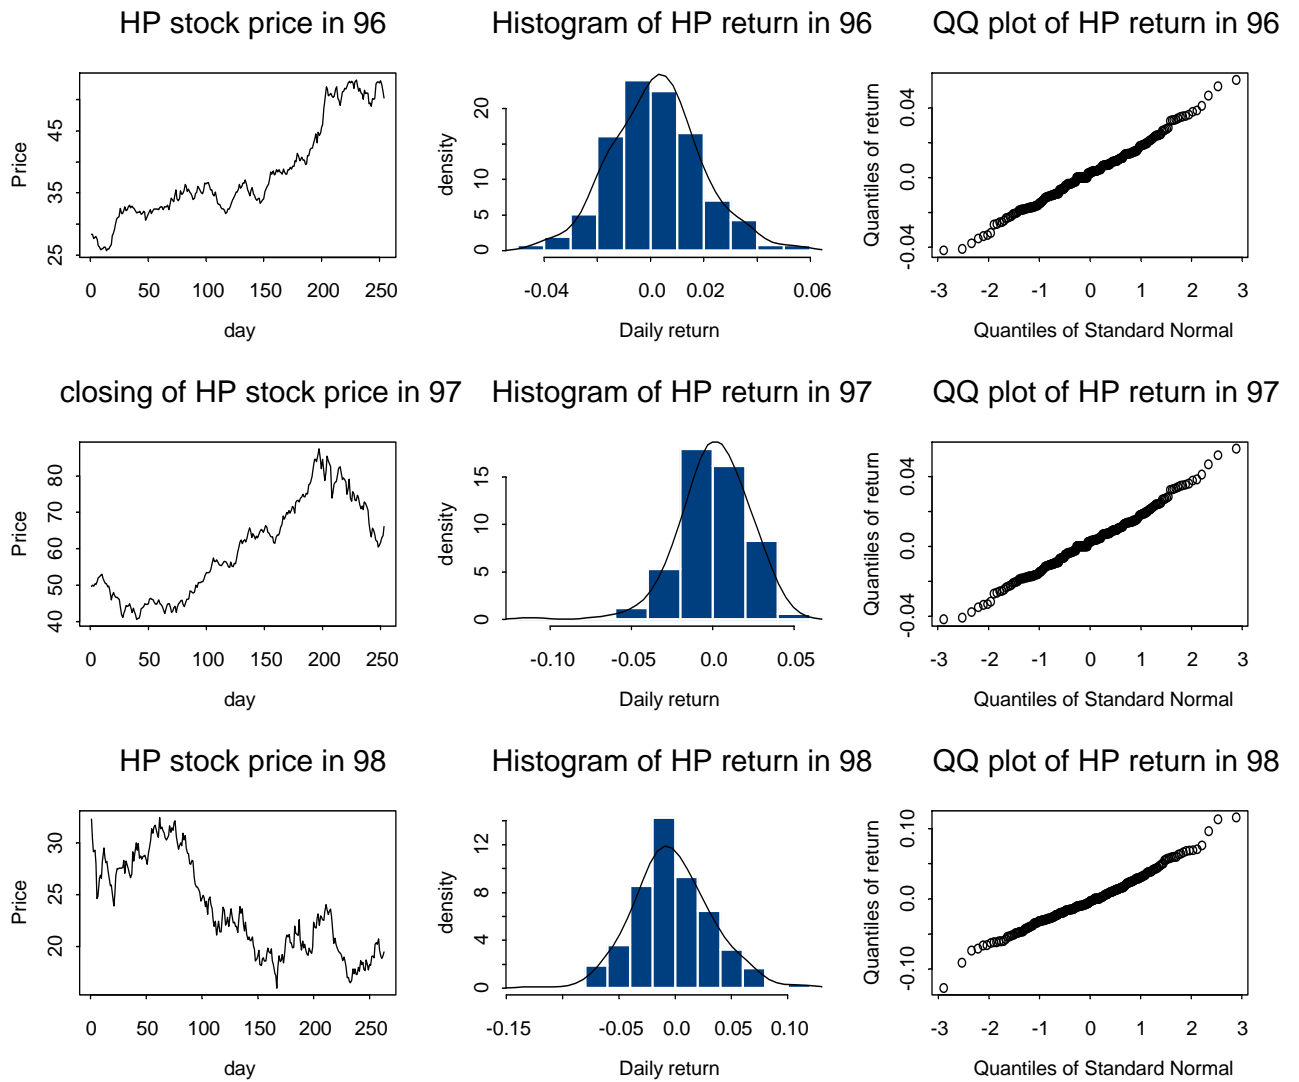 HP stock price in 96
Price
25 35 45
0 50 100 150 200 250
day
Histogram of HP return in 96
density
0 5 10 20
-0.04 0.0 0.02 0.06
Daily return
QQ plot of HP return in 96
Quantiles of return
-0.04 0.0 0.04
-3 -2 -1 0 1 2 3
Quantiles of Standard Normal
closing of HP stock price in 97
Price
40 50 60 70 80
0 50 100 150 200 250
day
Histogram of HP return in 97
density
0 5 10 15
-0.10 -0.05 0.0 0.05
Daily return
QQ plot of HP return in 97
Quantiles of return
-0.04 0.0 0.04
-3 -2 -1 0 1 2 3
Quantiles of Standard Normal
HP stock price in 98
Price
20 25 30
0 50 100 150 200 250
day
Histogram of HP return in 98
density
0 4 8 12
-0.15 -0.05 0.0 0.05 0.10
Daily return
QQ plot of HP return in 98
Quantiles of return
-0.10 0.0 0.10
-3 -2 -1 0 1 2 3
Quantiles of Standard Normal